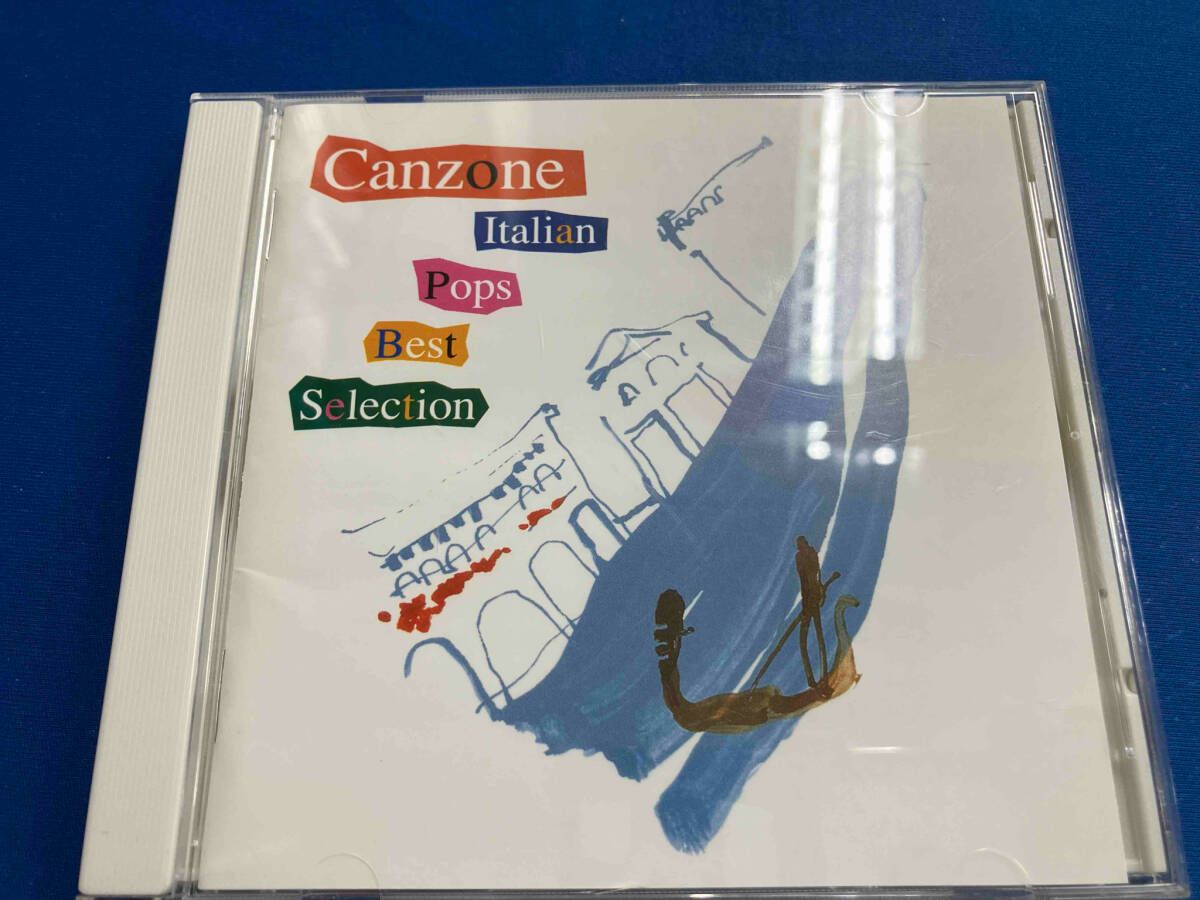 Canzone
Italian
Pops
Best
Selection